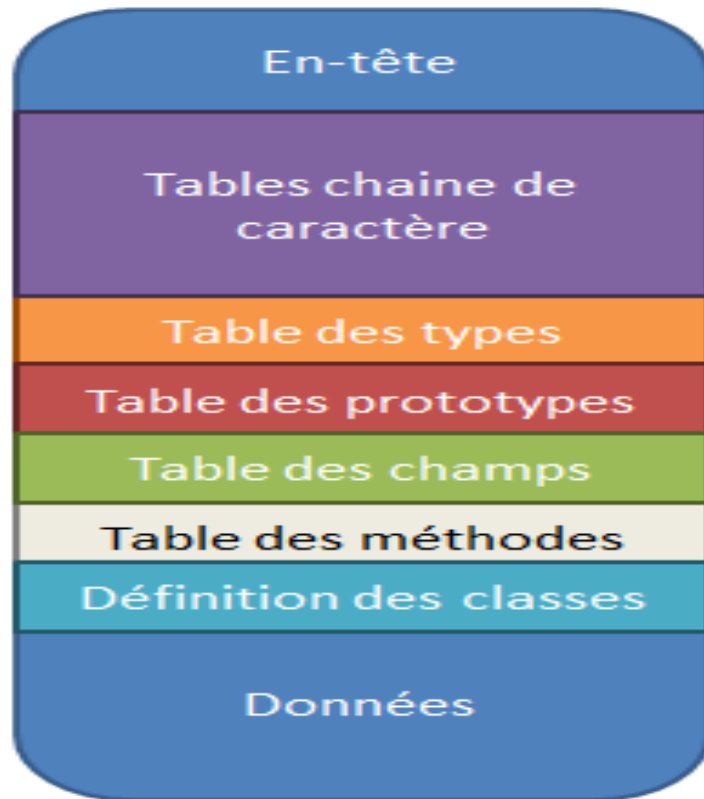 En-tête
Tables chaine de
caractère
Table des types
Table des prototypes
Table des champs
Table des méthodes
Définition des classes
Données